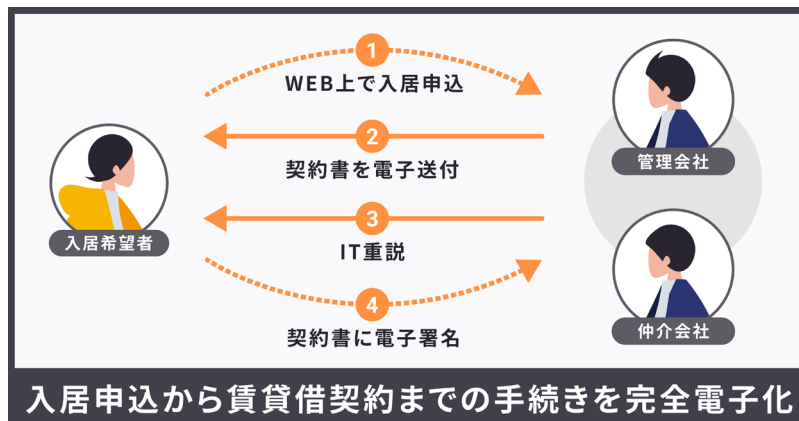 1
WEB上で入居申込
2
契約書を電子送付
3
IT重説
4
契約書に電子署名
入居希望者
管理会社
仲介会社
入居申込から賃貸借契約までの手続きを完全電子化